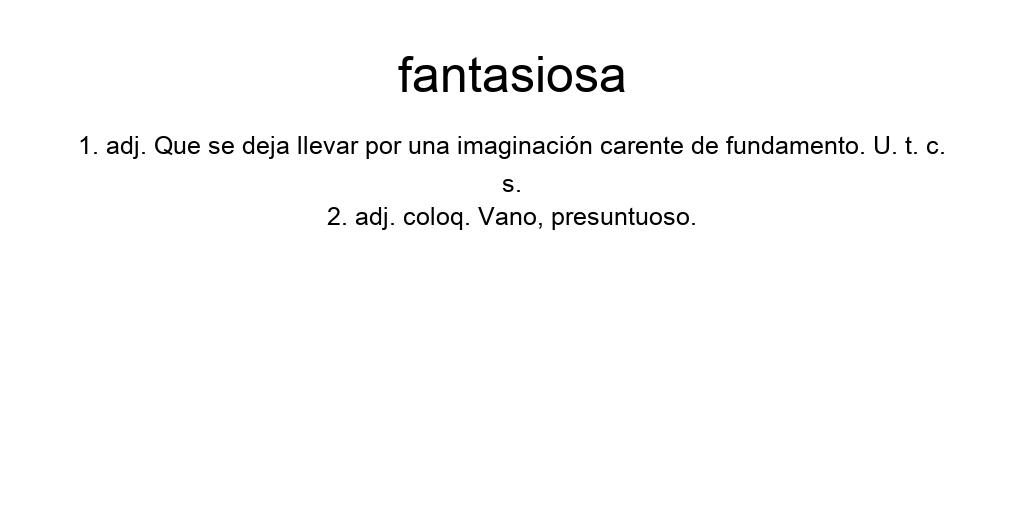 fantasiosa
1. adj. Que se deja llevar por una imaginación carente de fundamento. U. t. c.
s.
2. adj. coloq. Vano, presuntuoso.